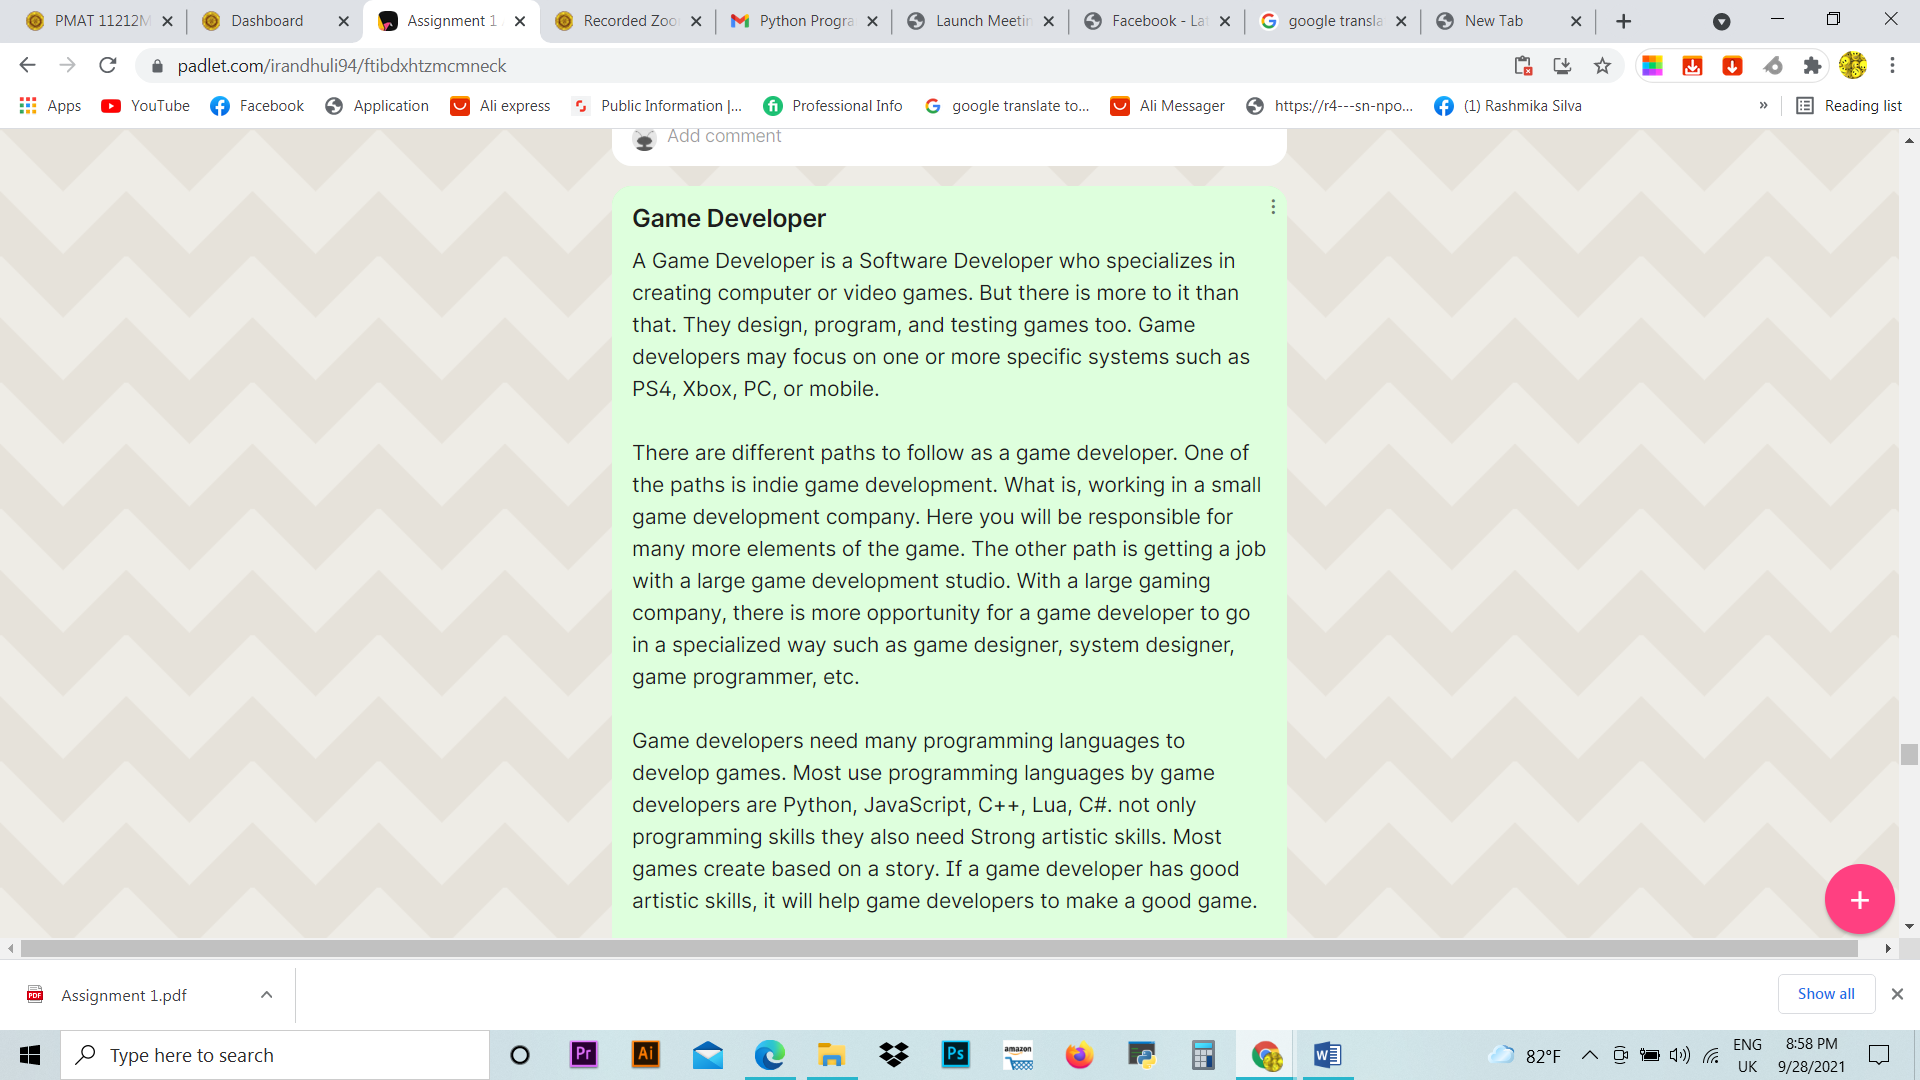 PMAT 11212M
Dashboard
Assignment 1
Recorded Zoo
Python Progra
Launch Meetin
Facebook - Lat
google transla
New Tab
padlet.com/irandhuli94/ftibdxhtzmcmneck
Apps
YouTube
Facebook
Application
Ali express
Public Information |...
Professional Info
google translate to...
Ali Messager
https://r4---sn-npo...
(1) Rashmika Silva
»
Reading list
Add comment
Game Developer
A Game Developer is a Software Developer who specializes in
creating computer or video games. But there is more to it than
that. They design, program, and testing games too. Game
developers may focus on one or more specific systems such as
PS4, Xbox, PC, or mobile.
There are different paths to follow as a game developer. One of
the paths is indie game development. What is, working in a small
game development company. Here you will be responsible for
many more elements of the game. The other path is getting a job
with a large game development studio. With a large gaming
company, there is more opportunity for a game developer to go
in a specialized way such as game designer, system designer,
game programmer, etc.
Game developers need many programming languages to
develop games. Most use programming languages by game
developers are Python, JavaScript, C++, Lua, C#. not only
programming skills they also need Strong artistic skills. Most
games create based on a story. If a game developer has good
artistic skills, it will help game developers to make a good game.
+
PDF
Assignment 1.pdf
Show all
Type here to search
Pr
Ai
Ps
amazon
82°F
ENG
UK
8:58 PM
9/28/2021